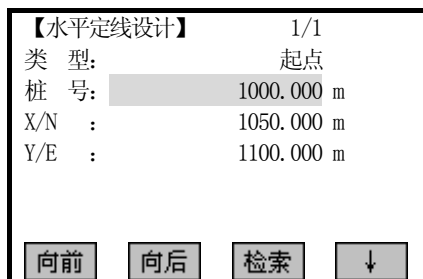 【水平定线设计】 1/1
类 型: 起点
桩 号: 1000.000 m
X/N : 1050.000 m
Y/E : 1100.000 m
向前 向后 检索 ↓